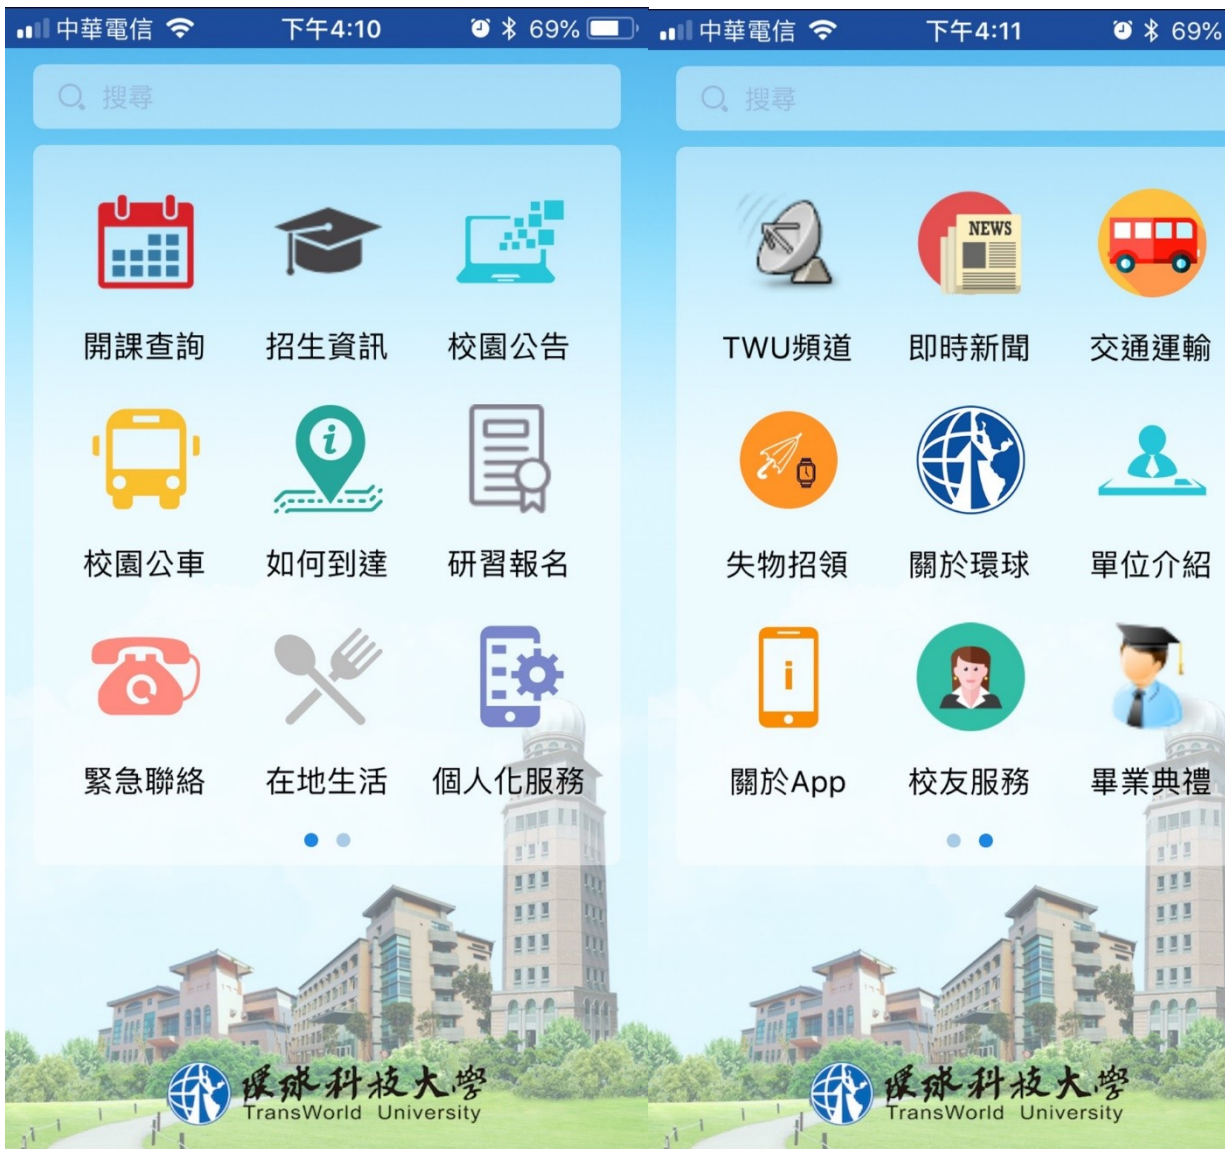 中華電信 下午4:10 69%
搜尋
開課查詢 招生資訊 校園公告
i
校園公車 如何到達 研習報名
緊急聯絡 在地生活 個人化服務
環球科技大學
TransWorld University
中華電信 下午4:11 69%
搜尋
NEWS
TWU頻道 即時新聞 交通運輸
失物招領 關於環球 單位介紹
i
關於App 校友服務 畢業典禮
環球科技大學
TransWorld University